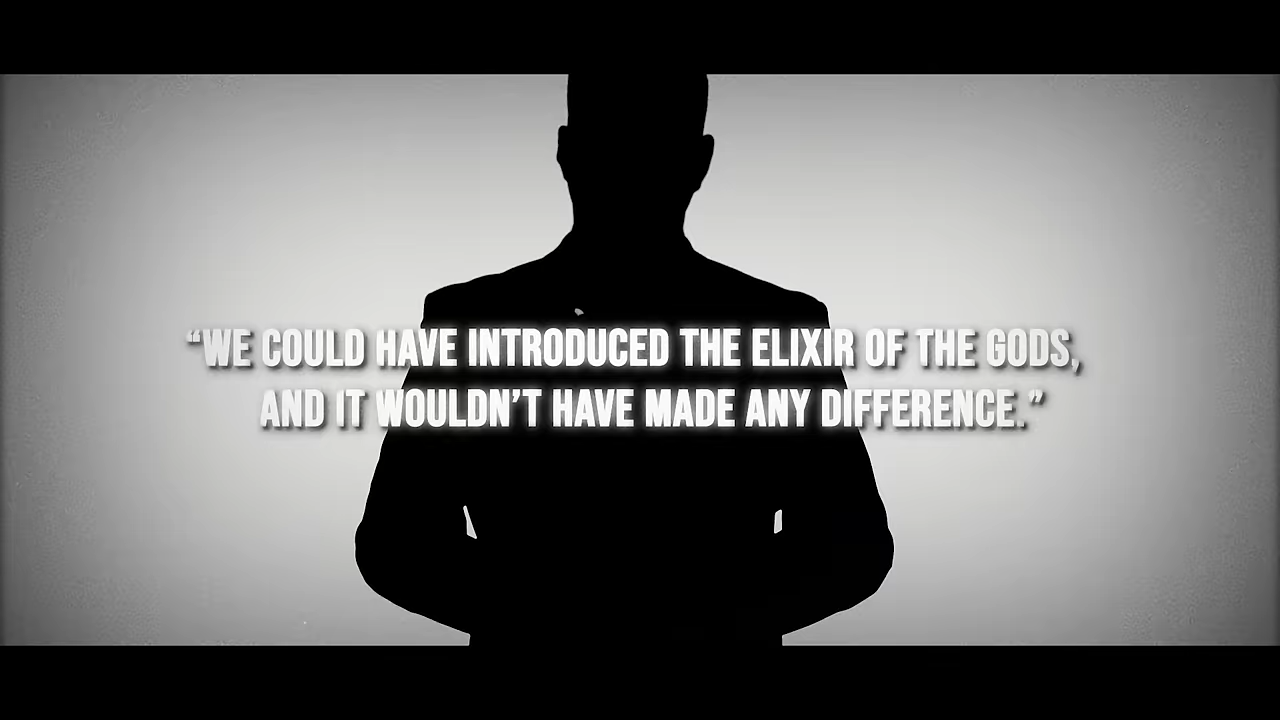 “WE COULD HAVE INTRODUCED THE ELIXIR OF THE GODS,
AND IT WOULDN’T HAVE MADE ANY DIFFERENCE.”